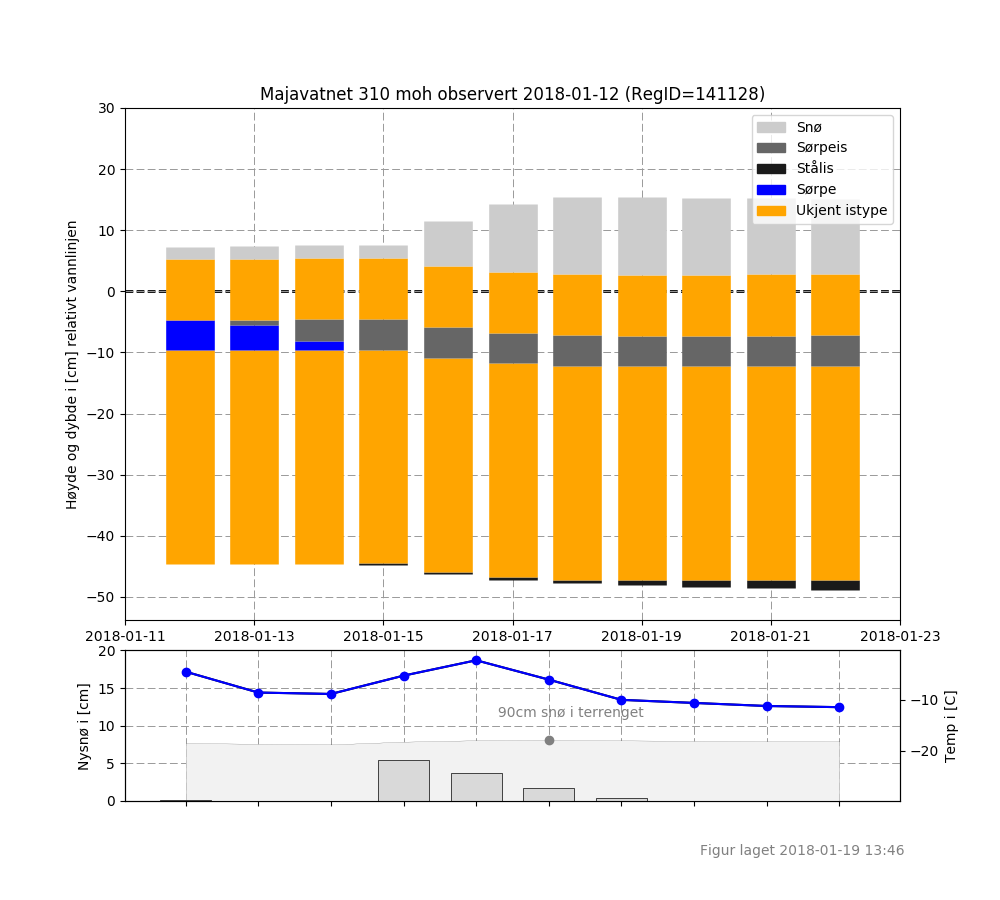 Majavatnet 310 moh observert 2018-01-12 (RegID=141128)
Høyde og dybde i [cm] relativt vannlinjen
30
20
10
0
−10
−20
−30
−40
−50
Snø
Sørpeis
Stålis
Sørpe
Ukjent istype
2018-01-11 2018-01-13 2018-01-15 2018-01-17 2018-01-19 2018-01-21 2018-01-23
Nysnø i [cm]
20
15
10
5
0
90cm snø i terrenget
−10
−20
Temp i [C]
Figur laget 2018-01-19 13:46